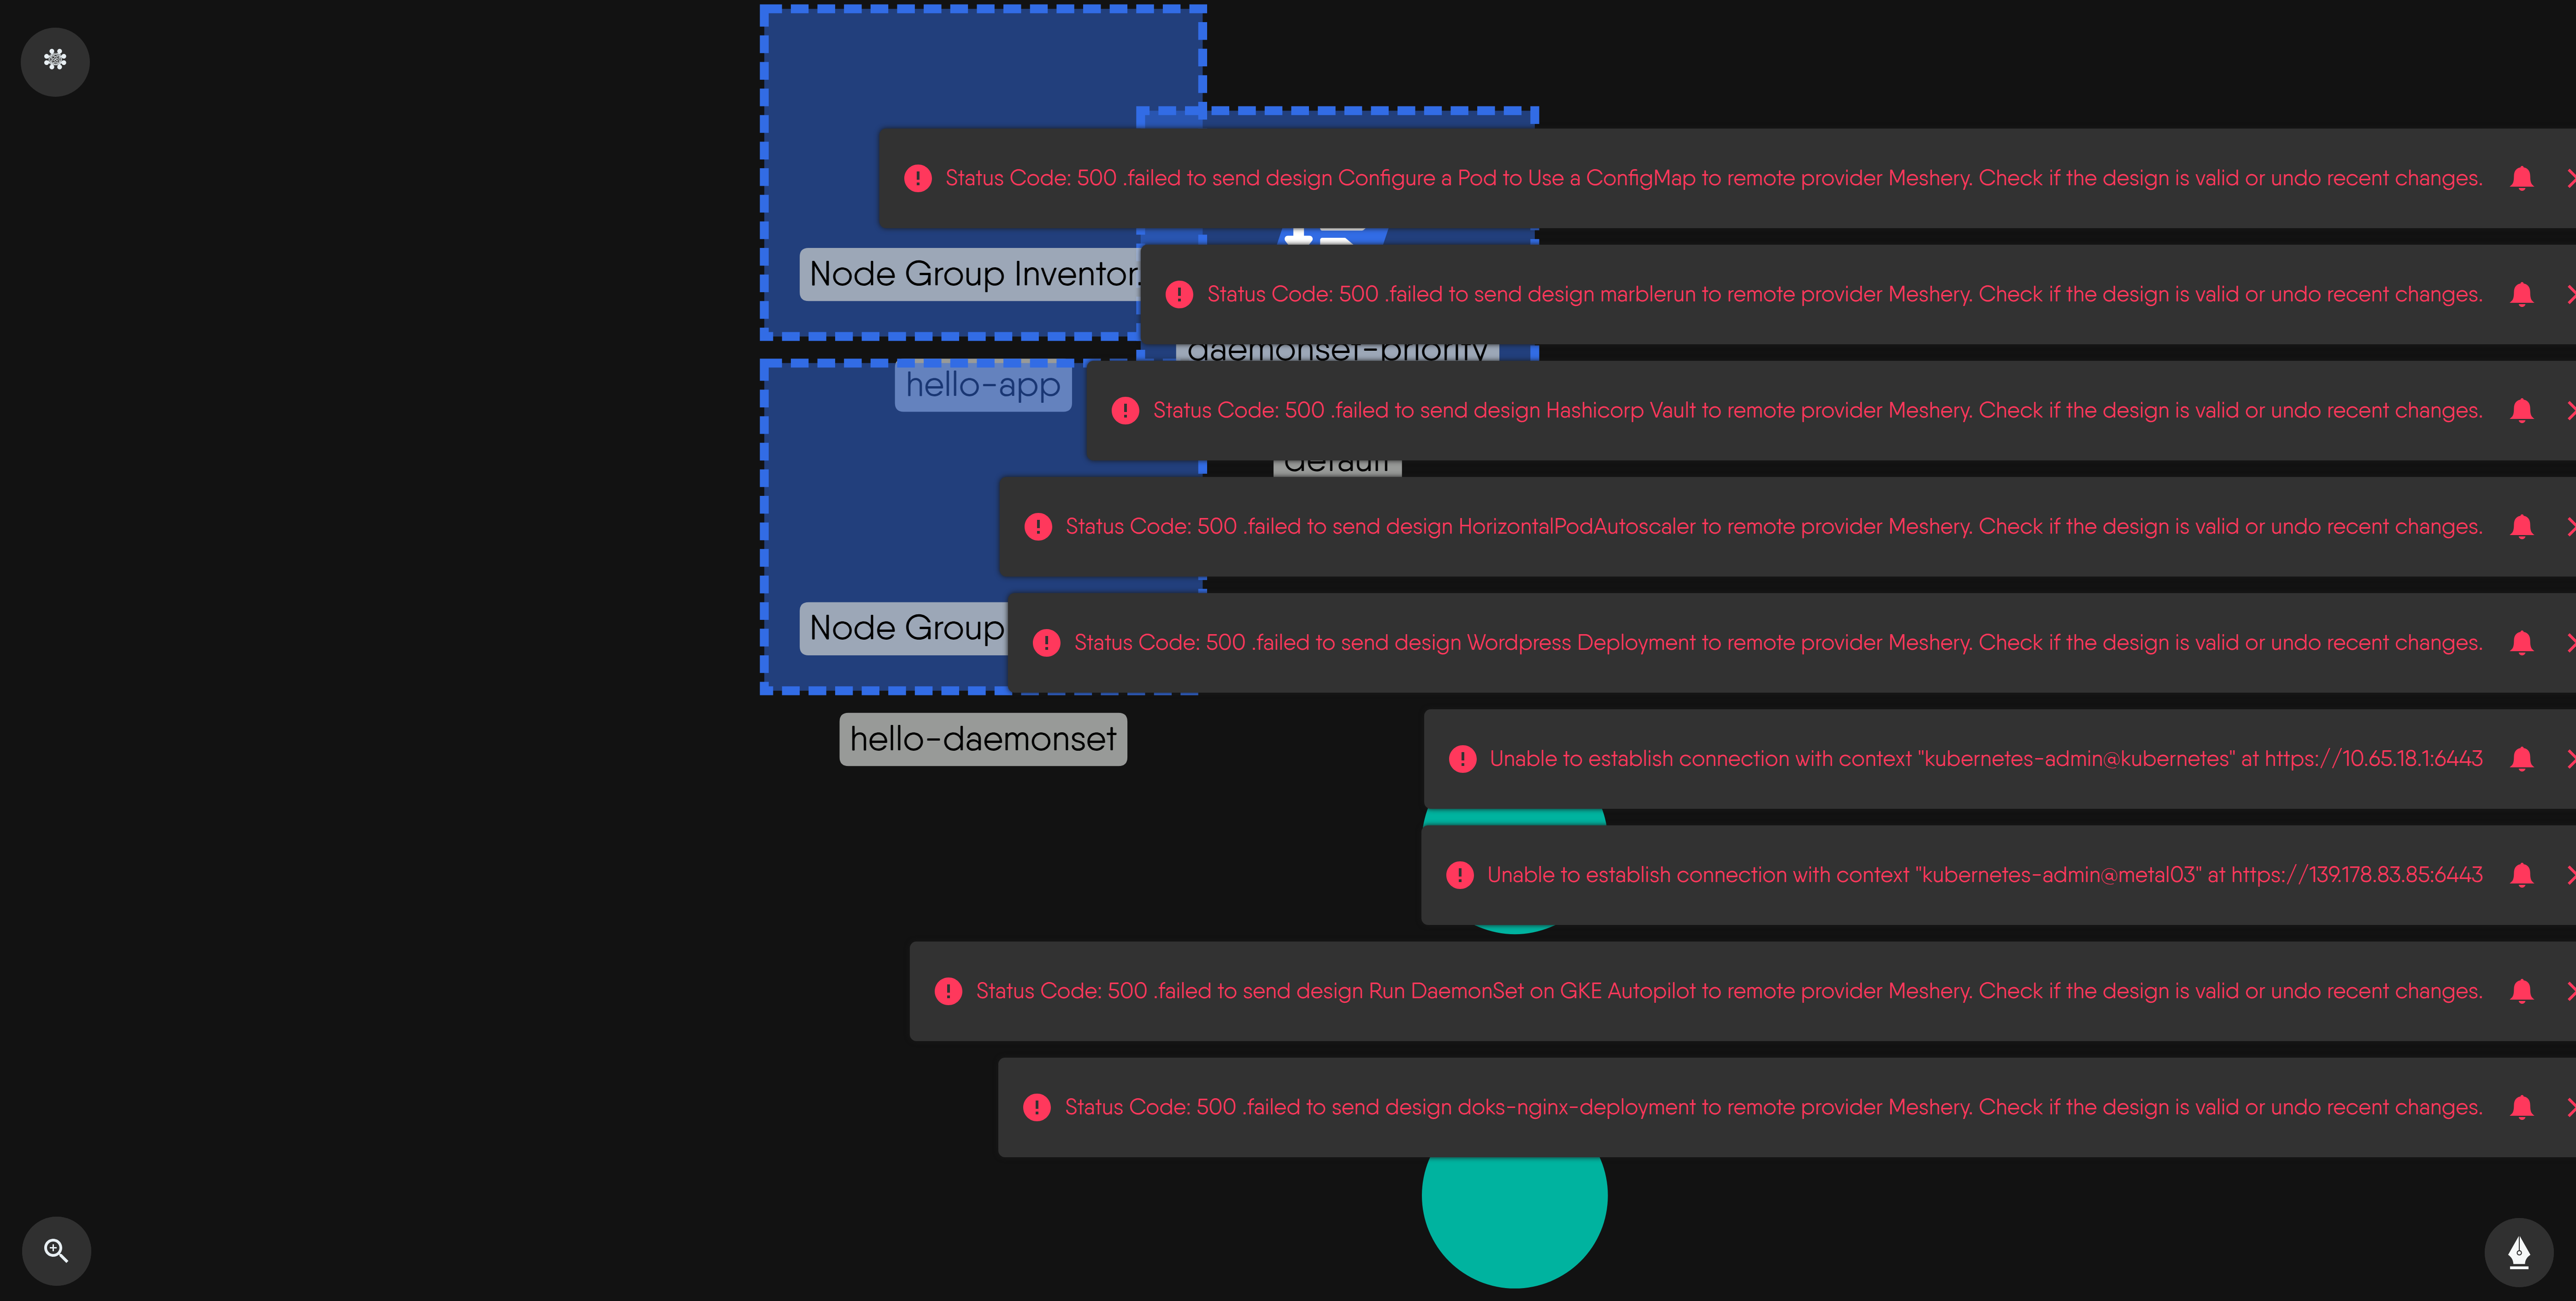 Status Code: 500 .failed to send design Configure a Pod to Use a ConfigMap to remote provider Meshery. Check if the design is valid or undo recent changes.
Node Group Inventor.
Status Code: 500 .failed to send design marblerun to remote provider Meshery. Check if the design is valid or undo recent changes.
daemonset-priority
hello-app
Status Code: 500 .failed to send design Hashicorp Vault to remote provider Meshery. Check if the design is valid or undo recent changes.
default
Status Code: 500 .failed to send design HorizontalPodAutoscaler to remote provider Meshery. Check if the design is valid or undo recent changes.
Node Group
Status Code: 500 .failed to send design Wordpress Deployment to remote provider Meshery. Check if the design is valid or undo recent changes.
hello-daemonset
Unable to establish connection with context "kubernetes-admin@kubernetes" at https://10.65.18.1:6443
Unable to establish connection with context "kubernetes-admin@metal03" at https://139.178.83.85:6443
Status Code: 500 .failed to send design Run DaemonSet on GKE Autopilot to remote provider Meshery. Check if the design is valid or undo recent changes.
Status Code: 500 .failed to send design doks-nginx-deployment to remote provider Meshery. Check if the design is valid or undo recent changes.